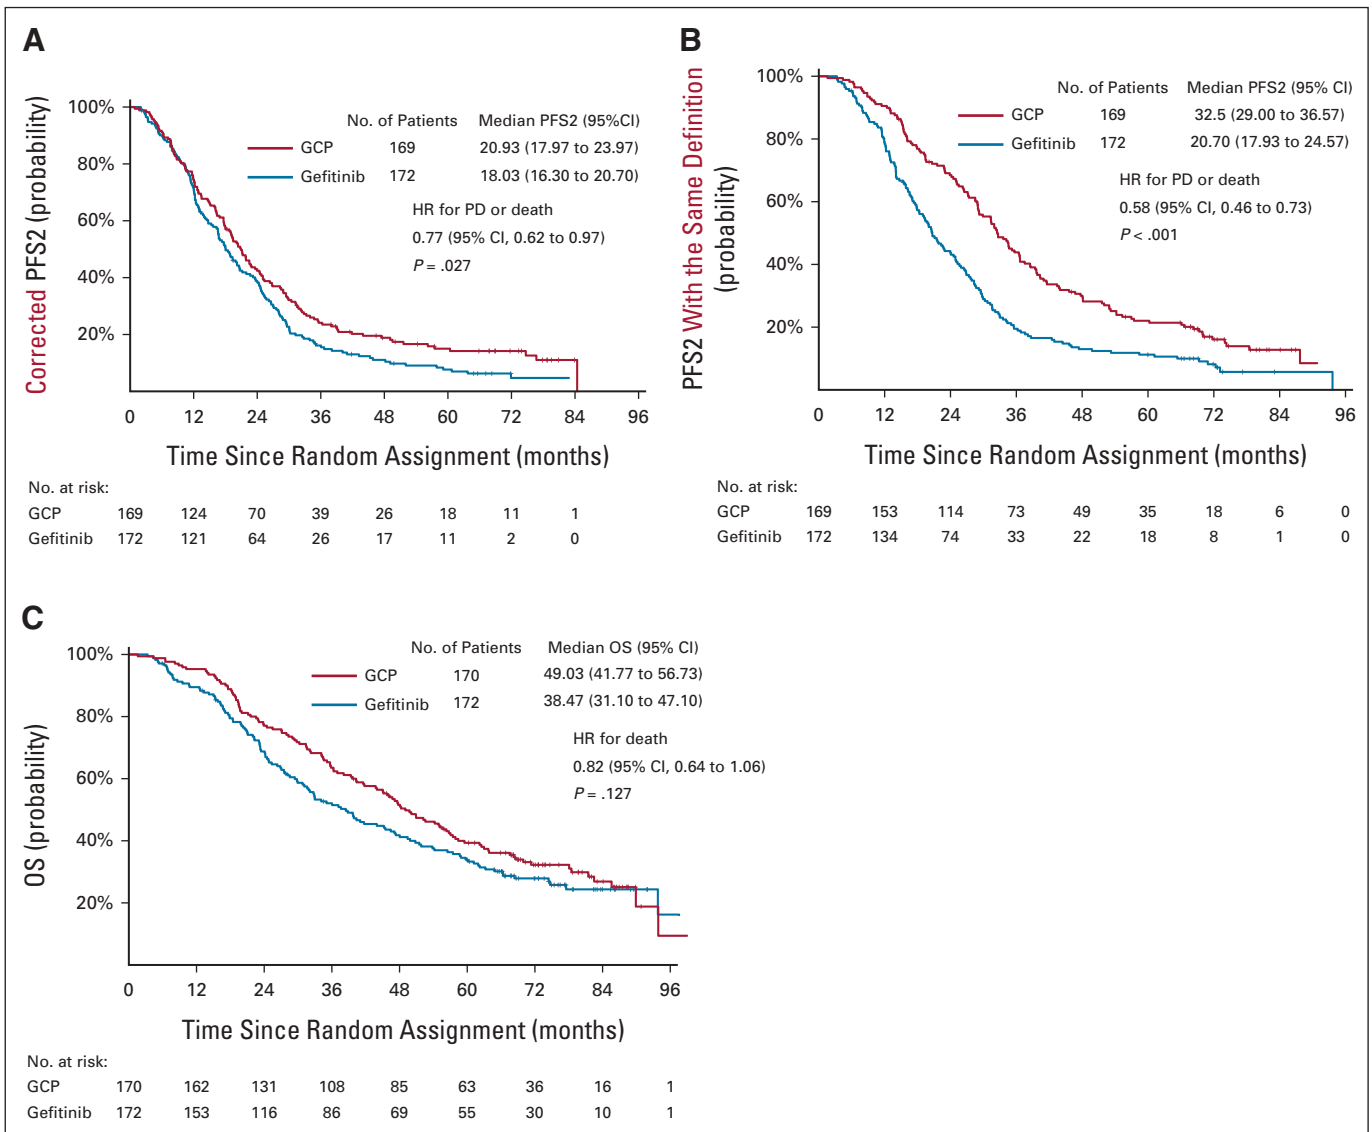 A
Corrected PFS2 (probability)
100%
80%
60%
40%
20%
No. of Patients Median PFS2 (95%CI)
GCP 169 20.93 (17.97 to 23.97)
Gefitinib 172 18.03 (16.30 to 20.70)
HR for PD or death
0.77 (95% CI, 0.62 to 0.97)
P = .027
0 12 24 36 48 60 72 84 96
Time Since Random Assignment (months)
No. at risk:
GCP 169 124 70 39 26 18 11 1
Gefitinib 172 121 64 26 17 11 2 0
B
PFS2 With the Same Definition
(probability)
100%
80%
60%
40%
20%
No. of Patients Median PFS2 (95% CI)
GCP 169 32.5 (29.00 to 36.57)
Gefitinib 172 20.70 (17.93 to 24.57)
HR for PD or death
0.58 (95% CI, 0.46 to 0.73)
P < .001
0 12 24 36 48 60 72 84 96
Time Since Random Assignment (months)
No. at risk:
GCP 169 153 114 73 49 35 18 6 0
Gefitinib 172 134 74 33 22 18 8 1 0
C
OS (probability)
100%
80%
60%
40%
20%
No. of Patients Median OS (95% CI)
GCP 170 49.03 (41.77 to 56.73)
Gefitinib 172 38.47 (31.10 to 47.10)
HR for death
0.82 (95% CI, 0.64 to 1.06)
P = .127
0 12 24 36 48 60 72 84 96
Time Since Random Assignment (months)
No. at risk:
GCP 170 162 131 108 85 63 36 16 1
Gefitinib 172 153 116 86 69 55 30 10 1